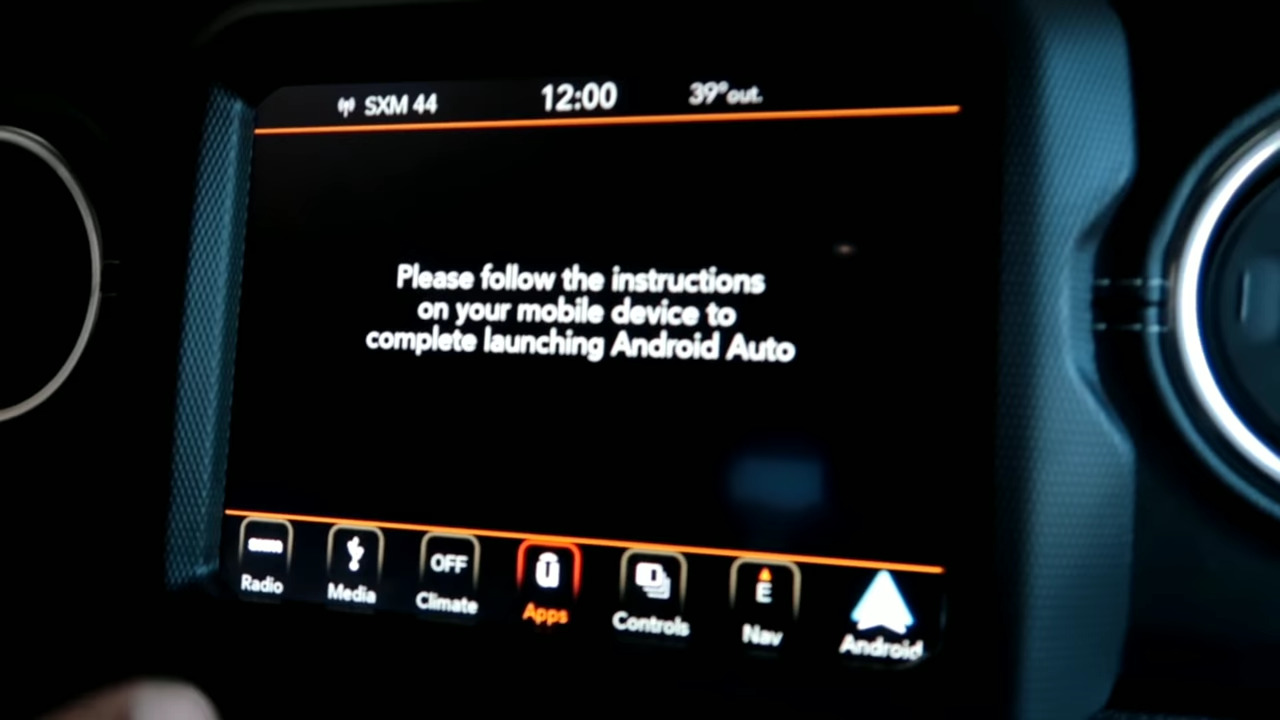 SXM 44 12:00 39° out.
Please follow the instructions
on your mobile device to
complete launching Android Auto
OFF E
Radio Media Climate Apps Controls Nav Android